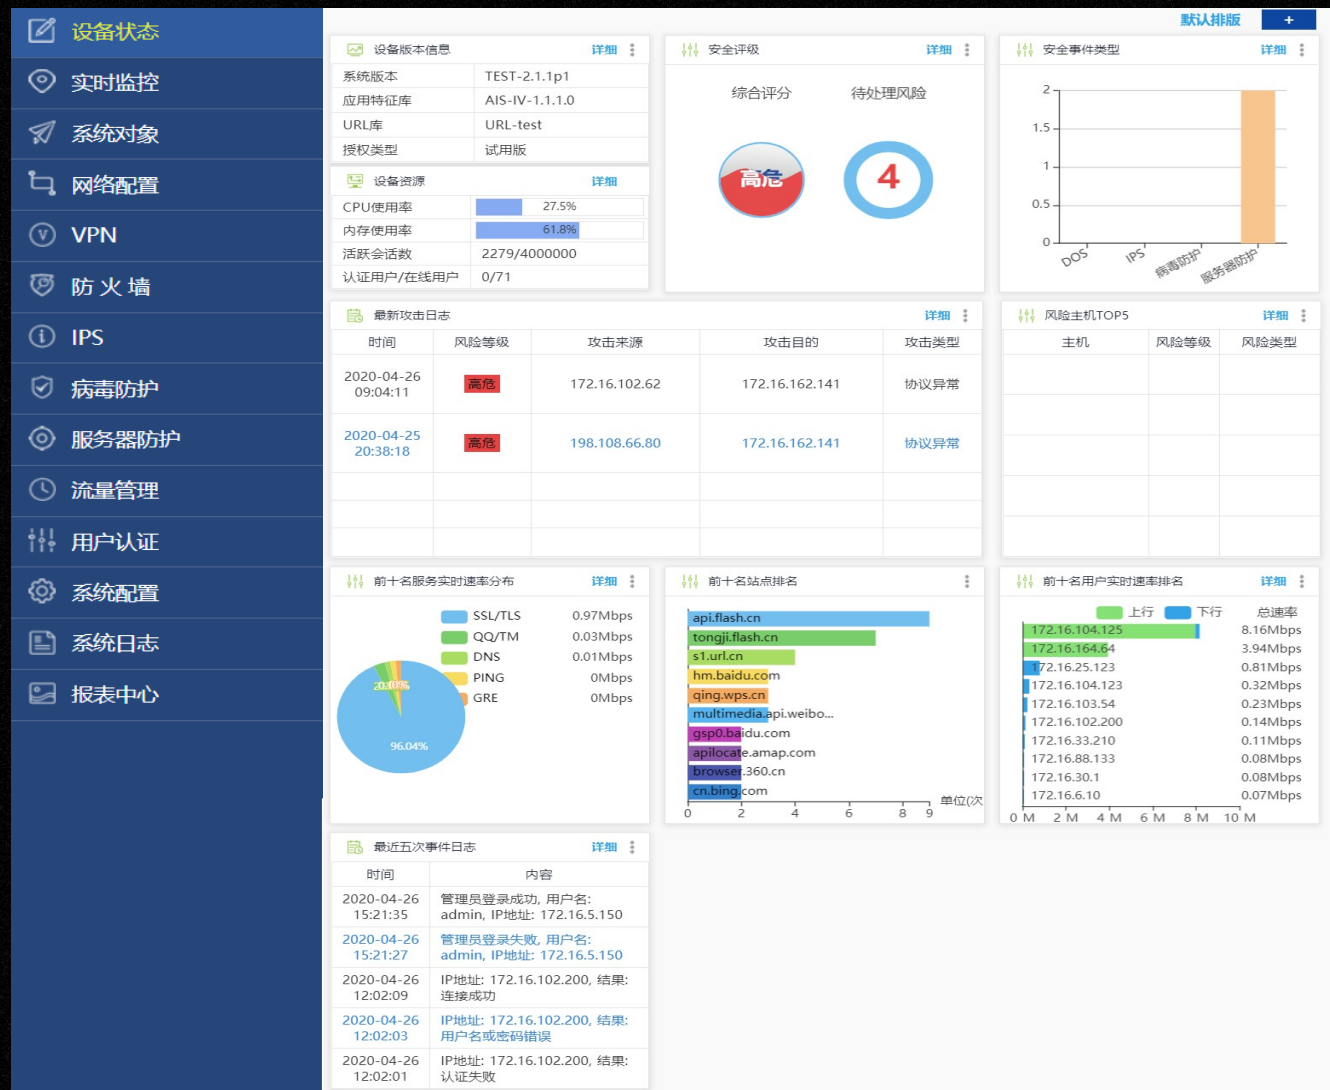 设备状态
实时监控
系统对象
网络配置
VPN
防 火 墙
IPS
病毒防护
服务器防护
流量管理
用户认证
系统配置
系统日志
报表中心
默认排版 +
设备版本信息 详细
系统版本 TEST-2.1.1p1
应用特征库 AIS-IV-1.1.1.0
URL库 URL-test
授权类型 试用版
设备资源 详细
CPU使用率 27.5%
内存使用率 61.8%
活跃会话数 2279/4000000
认证用户/在线用户 0/71
安全评级 详细
综合评分 待处理风险
高危 4
安全事件类型 详细
2
1.5
1
0.5
0
DOS IPS 病毒防护 服务器防护
最新攻击日志 详细
时间 风险等级 攻击来源 攻击目的 攻击类型
2020-04-26 09:04:11 高危 172.16.102.62 172.16.162.141 协议异常
2020-04-25 20:38:18 高危 198.108.66.80 172.16.162.141 协议异常
风险主机TOP5 详细
主机 风险等级 风险类型
前十名服务实时速率分布 详细
SSL/TLS 0.97Mbps
QQ/TM 0.03Mbps
DNS 0.01Mbps
PING 0Mbps
GRE 0Mbps
96.04%
前十名站点排名
api.flash.cn
tongji.flash.cn
s1.url.cn
hm.baidu.com
qing.wps.cn
multimedia.api.weibo...
gsp0.baidu.com
apilocate.amap.com
browser.360.cn
cn.bing.com
0 2 4 6 8 9 单位(次
前十名用户实时速率排名 详细
上行 下行 总速率
172.16.104.125 8.16Mbps
172.16.164.64 3.94Mbps
172.16.25.123 0.81Mbps
172.16.104.123 0.32Mbps
172.16.103.54 0.23Mbps
172.16.102.200 0.14Mbps
172.16.33.210 0.11Mbps
172.16.88.133 0.08Mbps
172.16.30.1 0.08Mbps
172.16.6.10 0.07Mbps
0 M 2 M 4 M 6 M 8 M 10 M
最近五次事件日志 详细
时间 内容
2020-04-26 管理员登录成功, 用户名:
15:21:35 admin, IP地址: 172.16.5.150
2020-04-26 管理员登录失败, 用户名:
15:21:27 admin, IP地址: 172.16.5.150
2020-04-26 IP地址: 172.16.102.200, 结果:
12:02:09 连接成功
2020-04-26 IP地址: 172.16.102.200, 结果:
12:02:03 用户名或密码错误
2020-04-26 IP地址: 172.16.102.200, 结果:
12:02:01 认证失败